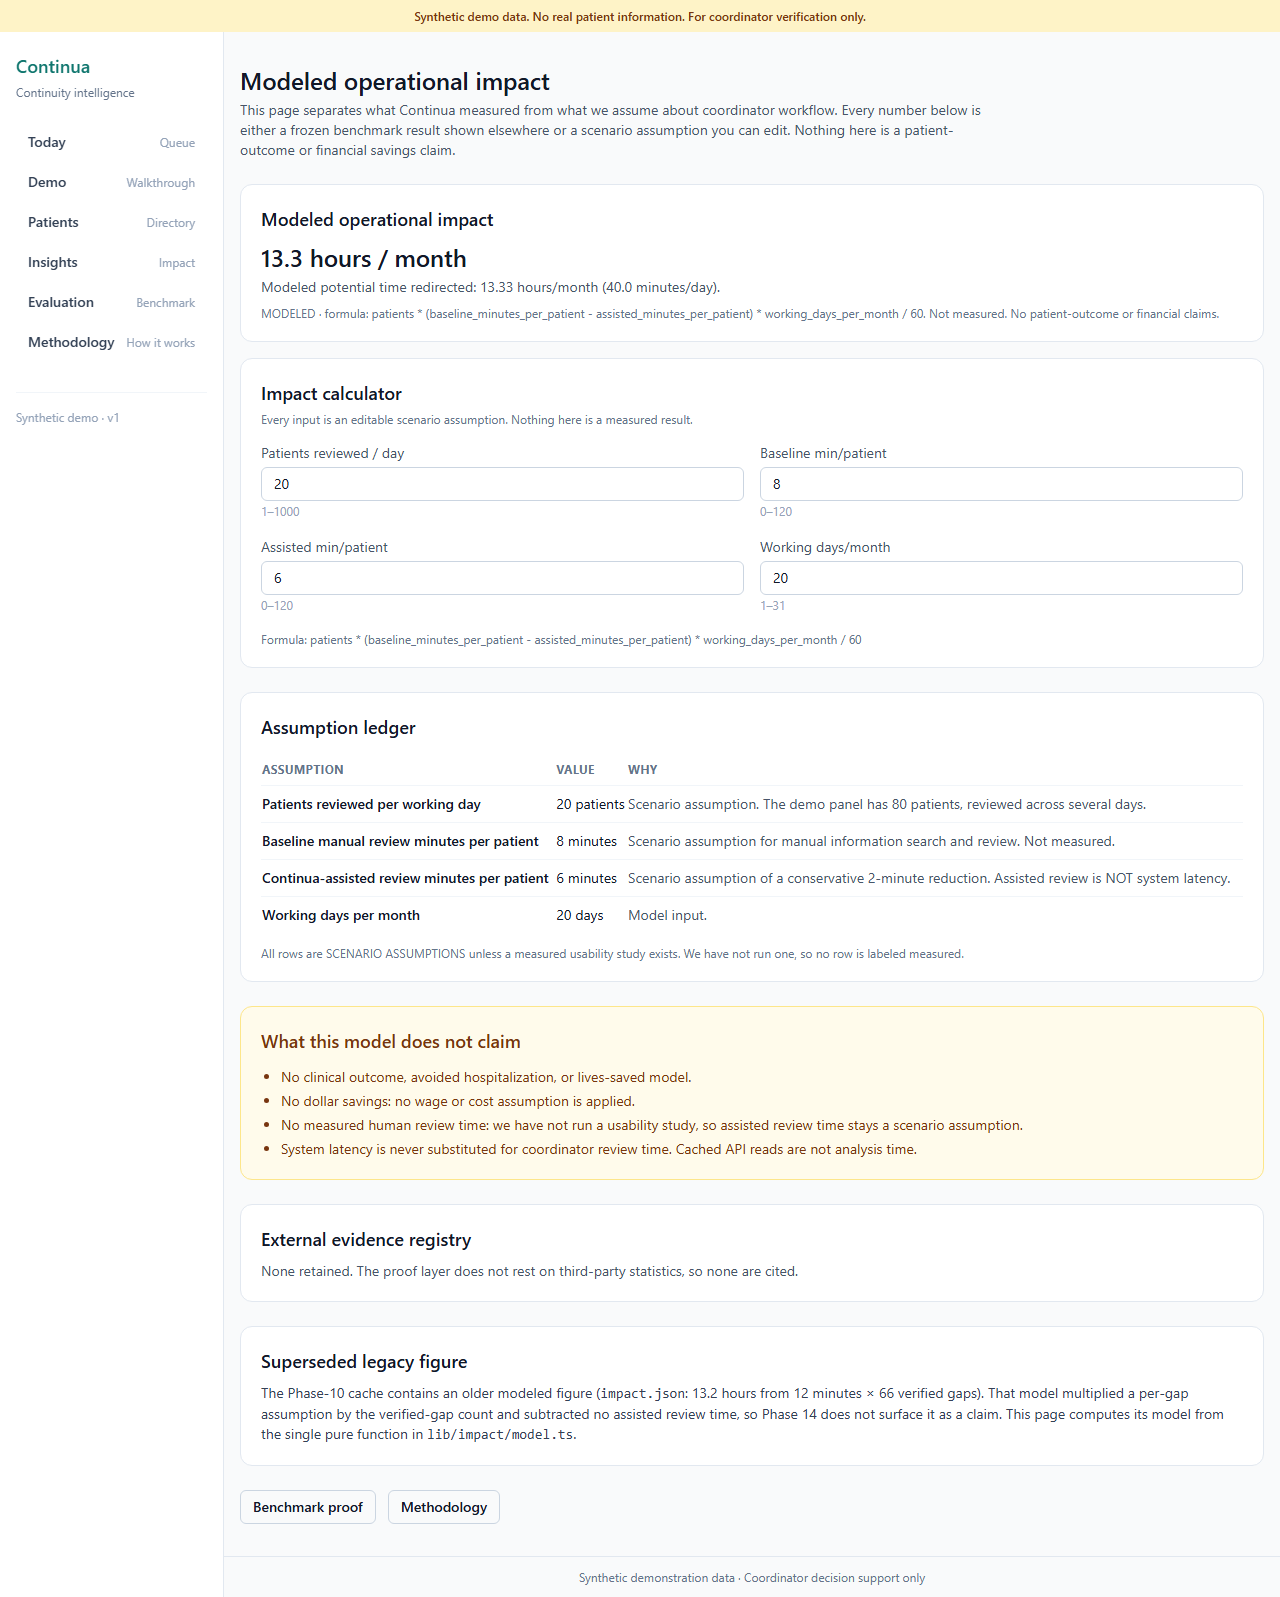 Synthetic demo data. No real patient information. For coordinator verification only.
Continua
Continuity intelligence
Today Queue
Demo Walkthrough
Patients Directory
Insights Impact
Evaluation Benchmark
Methodology How it works
Synthetic demo · v1
Modeled operational impact
This page separates what Continua measured from what we assume about coordinator workflow. Every number below is
either a frozen benchmark result shown elsewhere or a scenario assumption you can edit. Nothing here is a patient-
outcome or financial savings claim.
Modeled operational impact
13.3 hours / month
Modeled potential time redirected: 13.33 hours/month (40.0 minutes/day).
MODELED · formula: patients * (baseline_minutes_per_patient - assisted_minutes_per_patient) * working_days_per_month / 60. Not measured. No patient-outcome or financial claims.
Impact calculator
Every input is an editable scenario assumption. Nothing here is a measured result.
Patients reviewed / day Baseline min/patient
20 8
1–1000 0–120
Assisted min/patient Working days/month
6 20
0–120 1–31
Formula: patients * (baseline_minutes_per_patient - assisted_minutes_per_patient) * working_days_per_month / 60
Assumption ledger
ASSUMPTION VALUE WHY
Patients reviewed per working day 20 patients Scenario assumption. The demo panel has 80 patients, reviewed across several days.
Baseline manual review minutes per patient 8 minutes Scenario assumption for manual information search and review. Not measured.
Continua-assisted review minutes per patient 6 minutes Scenario assumption of a conservative 2-minute reduction. Assisted review is NOT system latency.
Working days per month 20 days Model input.
All rows are SCENARIO ASSUMPTIONS unless a measured usability study exists. We have not run one, so no row is labeled measured.
What this model does not claim
• No clinical outcome, avoided hospitalization, or lives-saved model.
• No dollar savings: no wage or cost assumption is applied.
• No measured human review time: we have not run a usability study, so assisted review time stays a scenario assumption.
• System latency is never substituted for coordinator review time. Cached API reads are not analysis time.
External evidence registry
None retained. The proof layer does not rest on third-party statistics, so none are cited.
Superseded legacy figure
The Phase-10 cache contains an older modeled figure (impact.json: 13.2 hours from 12 minutes × 66 verified gaps). That model multiplied a per-gap
assumption by the verified-gap count and subtracted no assisted review time, so Phase 14 does not surface it as a claim. This page computes its model from
the single pure function in lib/impact/model.ts.
Benchmark proof Methodology
Synthetic demonstration data · Coordinator decision support only